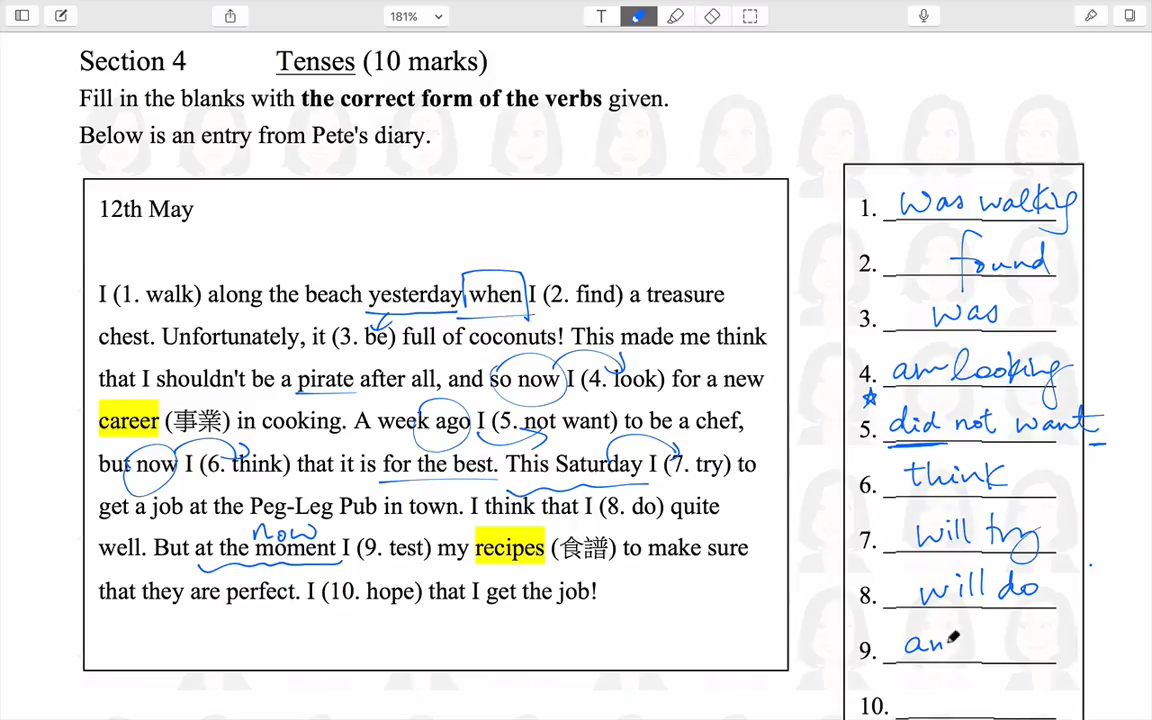 181%
T
Section 4 Tenses (10 marks)
Fill in the blanks with the correct form of the verbs given.
Below is an entry from Pete's diary.
12th May
I (1. walk) along the beach yesterday when I (2. find) a treasure
chest. Unfortunately, it (3. be) full of coconuts! This made me think
that I shouldn't be a pirate after all, and so now I (4. look) for a new
career (事業) in cooking. A week ago I (5. not want) to be a chef,
but now I (6. think) that it is for the best. This Saturday I (7. try) to
get a job at the Peg-Leg Pub in town. I think that I (8. do) quite
now
well. But at the moment I (9. test) my recipes (食譜) to make sure
that they are perfect. I (10. hope) that I get the job!
1. was walking
2. found
3. was
4. am looking
5. did not want
6. think
7. will try
8. will do
9. am
10.